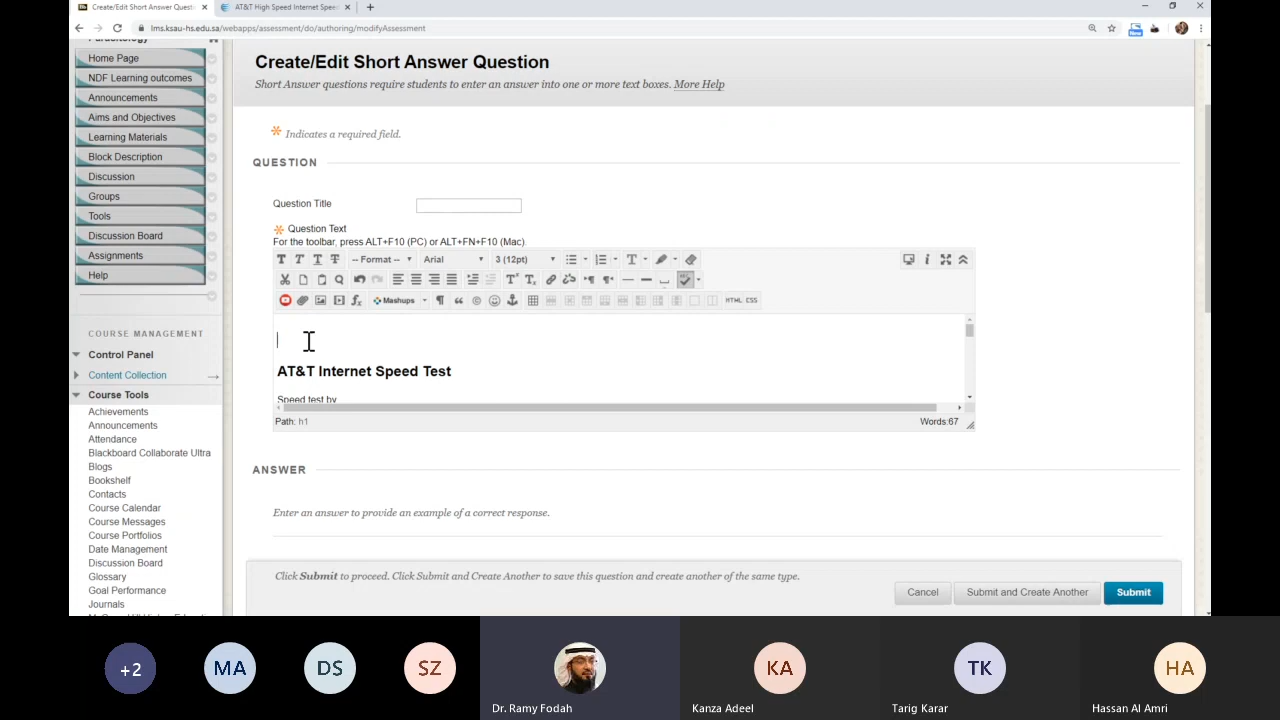 Create/Edit Short Answer Questi
AT&T High Speed Internet Speed
lms.ksau-hs.edu.sa/webapps/assessment/do/authoring/modifyAssessment
New
Parasitology
Home Page
NDF Learning outcomes
Announcements
Aims and Objectives
Learning Materials
Block Description
Discussion
Groups
Tools
Discussion Board
Assignments
Help
COURSE MANAGEMENT
Control Panel
Content Collection
Course Tools
Achievements
Announcements
Attendance
Blackboard Collaborate Ultra
Blogs
Bookshelf
Contacts
Course Calendar
Course Messages
Course Portfolios
Date Management
Discussion Board
Glossary
Goal Performance
Journals
Create/Edit Short Answer Question
Short Answer questions require students to enter an answer into one or more text boxes. More Help
Indicates a required field.
QUESTION
Question Title
Question Text
For the toolbar, press ALT+F10 (PC) or ALT+FN+F10 (Mac).
T T T T -- Format -- Arial 3 (12pt) T
Mashups HTML CSS
AT&T Internet Speed Test
Speed test by
Path: h1 Words:67
ANSWER
Enter an answer to provide an example of a correct response.
Click Submit to proceed. Click Submit and Create Another to save this question and create another of the same type.
Cancel Submit and Create Another Submit
+2 MA DS SZ KA TK HA
Dr. Ramy Fodah Kanza Adeel Tarig Karar Hassan Al Amri